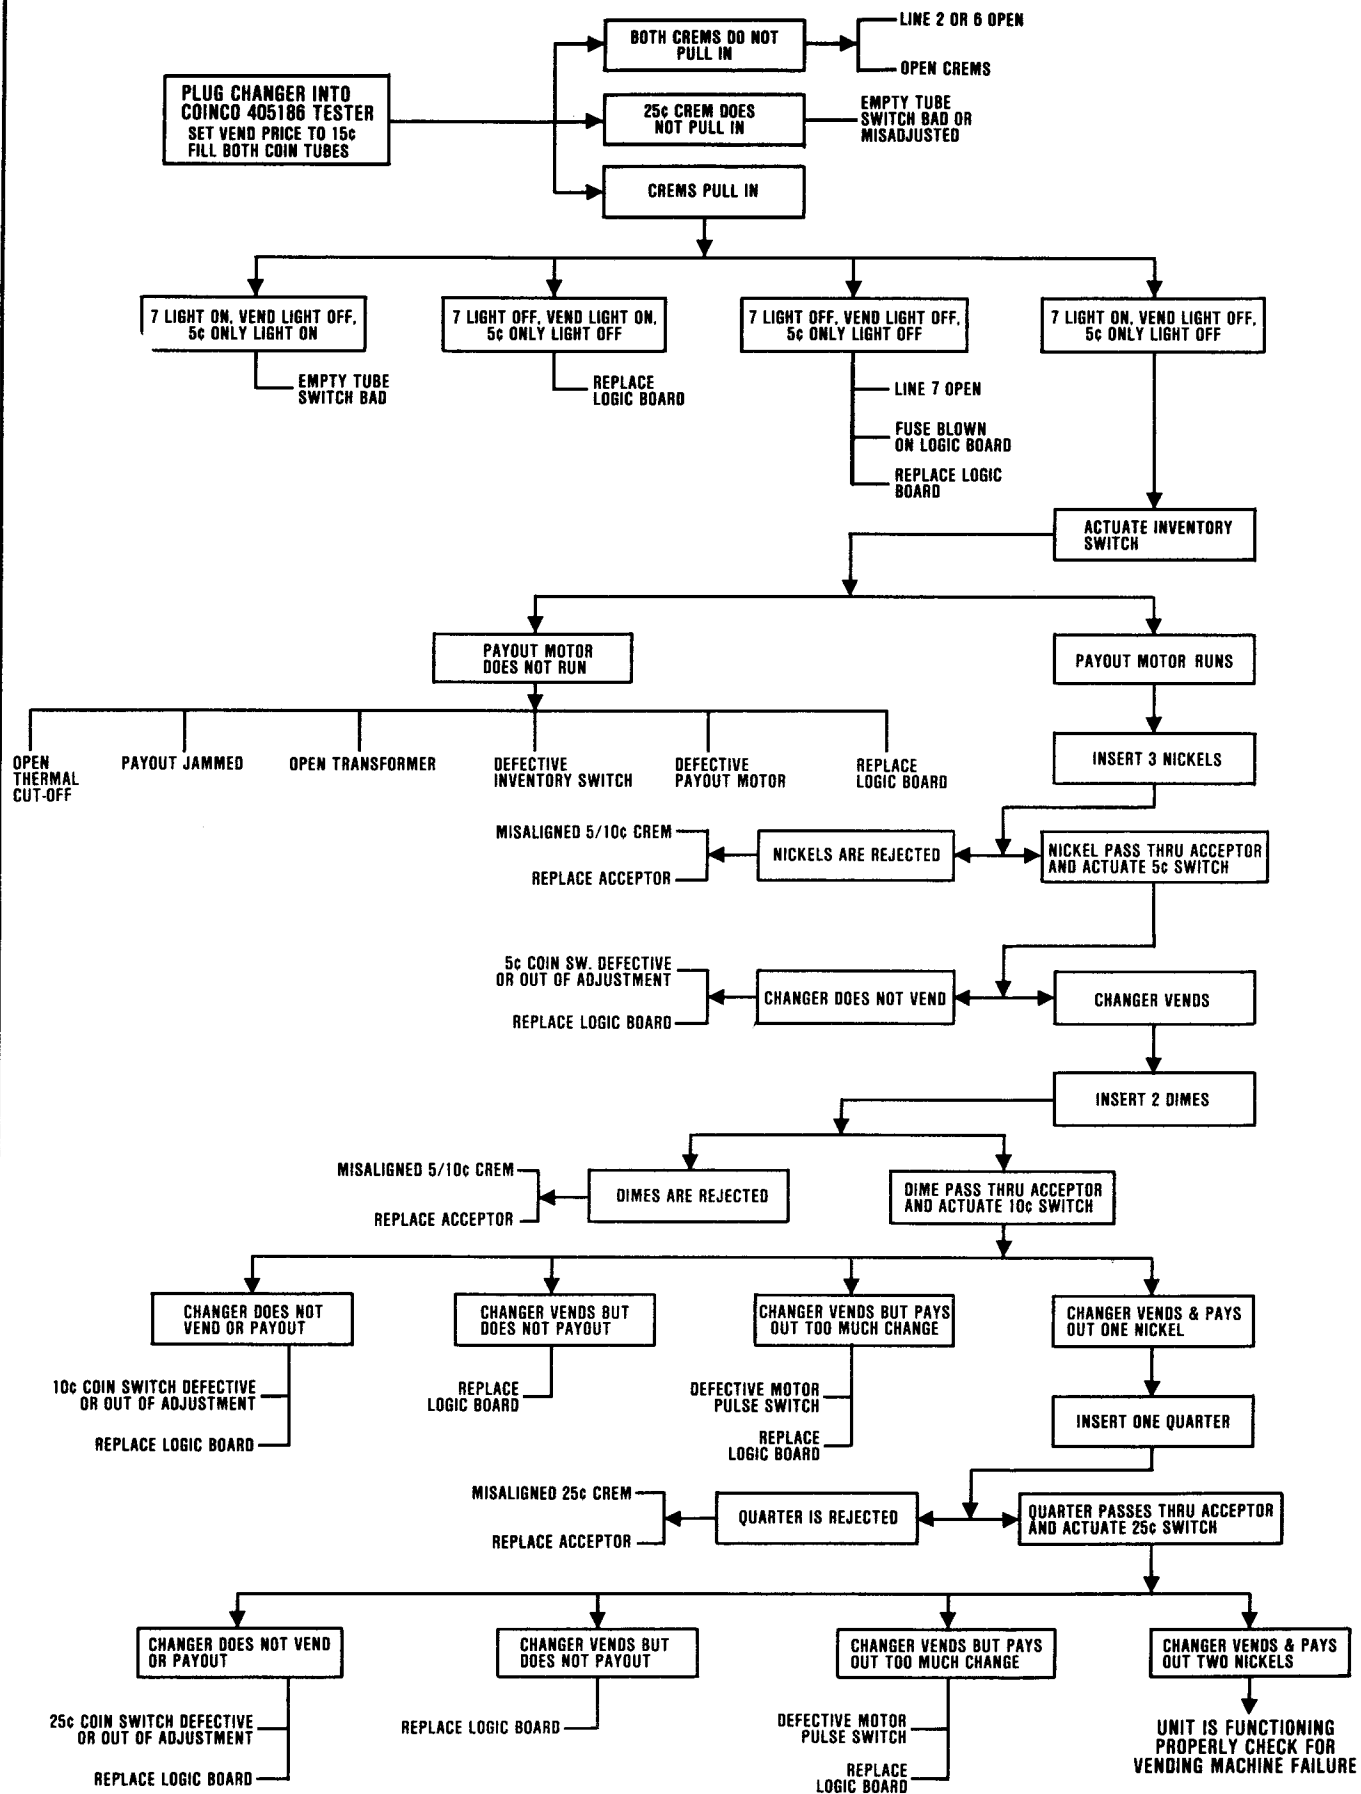 BOTH CREMS DO NOT
PULL IN
LINE 2 OR 6 OPEN
OPEN CREMS
PLUG CHANGER INTO
COINCO 405186 TESTER
SET VEND PRICE TO 15¢
FILL BOTH COIN TUBES
25¢ CREM DOES
NOT PULL IN
EMPTY TUBE
SWITCH BAD OR
MISADJUSTED
CREMS PULL IN
7 LIGHT ON, VEND LIGHT OFF,
5¢ ONLY LIGHT ON
7 LIGHT OFF, VEND LIGHT ON,
5¢ ONLY LIGHT OFF
7 LIGHT OFF, VEND LIGHT OFF,
5¢ ONLY LIGHT OFF
7 LIGHT ON, VEND LIGHT OFF,
5¢ ONLY LIGHT OFF
EMPTY TUBE
SWITCH BAD
REPLACE
LOGIC BOARD
LINE 7 OPEN
FUSE BLOWN
ON LOGIC BOARD
REPLACE LOGIC
BOARD
ACTUATE INVENTORY
SWITCH
PAYOUT MOTOR
DOES NOT RUN
PAYOUT MOTOR RUNS
OPEN
THERMAL
CUT-OFF
PAYOUT JAMMED
OPEN TRANSFORMER
DEFECTIVE
INVENTORY SWITCH
DEFECTIVE
PAYOUT MOTOR
REPLACE
LOGIC BOARD
INSERT 3 NICKELS
MISALIGNED 5/10¢ CREM
REPLACE ACCEPTOR
NICKELS ARE REJECTED
NICKEL PASS THRU ACCEPTOR
AND ACTUATE 5¢ SWITCH
5¢ COIN SW. DEFECTIVE
OR OUT OF ADJUSTMENT
REPLACE LOGIC BOARD
CHANGER DOES NOT VEND
CHANGER VENDS
INSERT 2 DIMES
MISALIGNED 5/10¢ CREM
REPLACE ACCEPTOR
DIMES ARE REJECTED
DIME PASS THRU ACCEPTOR
AND ACTUATE 10¢ SWITCH
CHANGER DOES NOT
VEND OR PAYOUT
CHANGER VENDS BUT
DOES NOT PAYOUT
CHANGER VENDS BUT PAYS
OUT TOO MUCH CHANGE
CHANGER VENDS & PAYS
OUT ONE NICKEL
10¢ COIN SWITCH DEFECTIVE
OR OUT OF ADJUSTMENT
REPLACE LOGIC BOARD
REPLACE
LOGIC BOARD
DEFECTIVE MOTOR
PULSE SWITCH
REPLACE
LOGIC BOARD
INSERT ONE QUARTER
MISALIGNED 25¢ CREM
REPLACE ACCEPTOR
QUARTER IS REJECTED
QUARTER PASSES THRU ACCEPTOR
AND ACTUATE 25¢ SWITCH
CHANGER DOES NOT VEND
OR PAYOUT
CHANGER VENDS BUT
DOES NOT PAYOUT
CHANGER VENDS BUT PAYS
OUT TOO MUCH CHANGE
CHANGER VENDS & PAYS
OUT TWO NICKELS
25¢ COIN SWITCH DEFECTIVE
OR OUT OF ADJUSTMENT
REPLACE LOGIC BOARD
REPLACE LOGIC BOARD
DEFECTIVE MOTOR
PULSE SWITCH
REPLACE
LOGIC BOARD
UNIT IS FUNCTIONING
PROPERLY CHECK FOR
VENDING MACHINE FAILURE